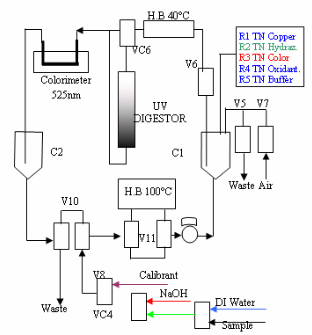 H.B 40°C
R1 TN Copper
R2 TN Hydraz.
R3 TN Color
R4 TN Oxidant.
R5 TN Buffer
VC6
V6
Colorimeter
525nm
UV
DIGESTOR
V5 V7
C2
C1
Waste Air
H.B 100°C
V10
V11
V8
Calibrant
NaOH
Waste
VC4
DI Water
Sample